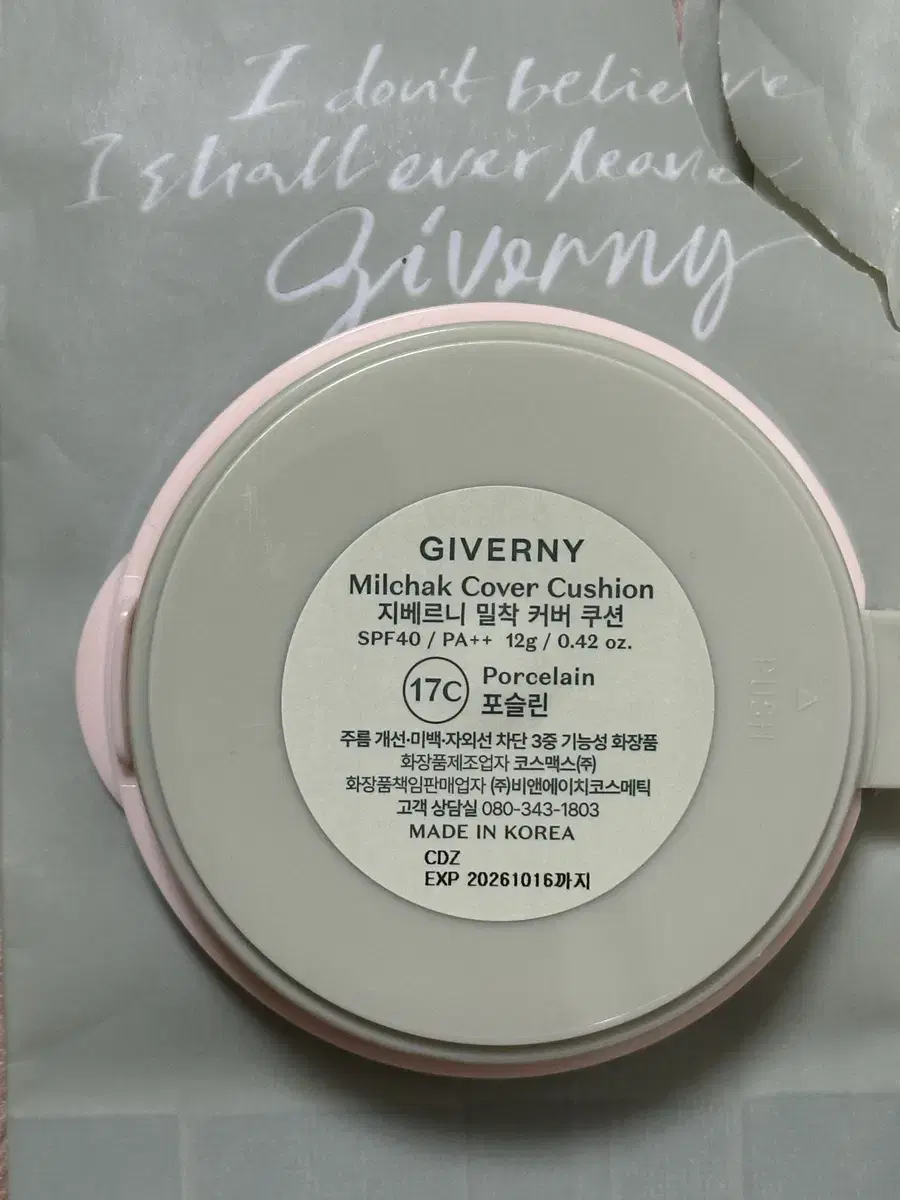 I don't believe
I shall ever leave
Giverny
GIVERNY
Milchak Cover Cushion
지베르니 밀착 커버 쿠션
SPF40 / PA++ 12g / 0.42 oz.
17C
Porcelain
포슬린
주름 개선·미백·자외선 차단 3중 기능성 화장품
화장품제조업자 코스맥스(주)
화장품책임판매업자 (주)비앤에이치코스메틱
고객 상담실 080-343-1803
MADE IN KOREA
CDZ
EXP 20261016까지
PUSH